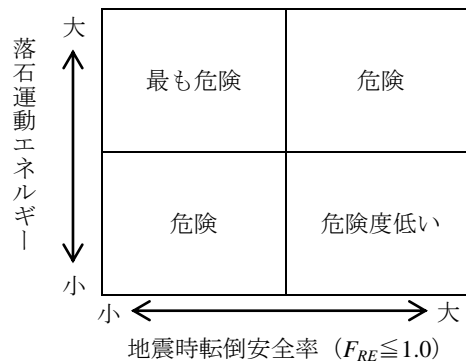 大
落石運動エネルギー
最も危険
危険
危険
危険度低い
小
小
大
地震時転倒安全率（FRE≦1.0）